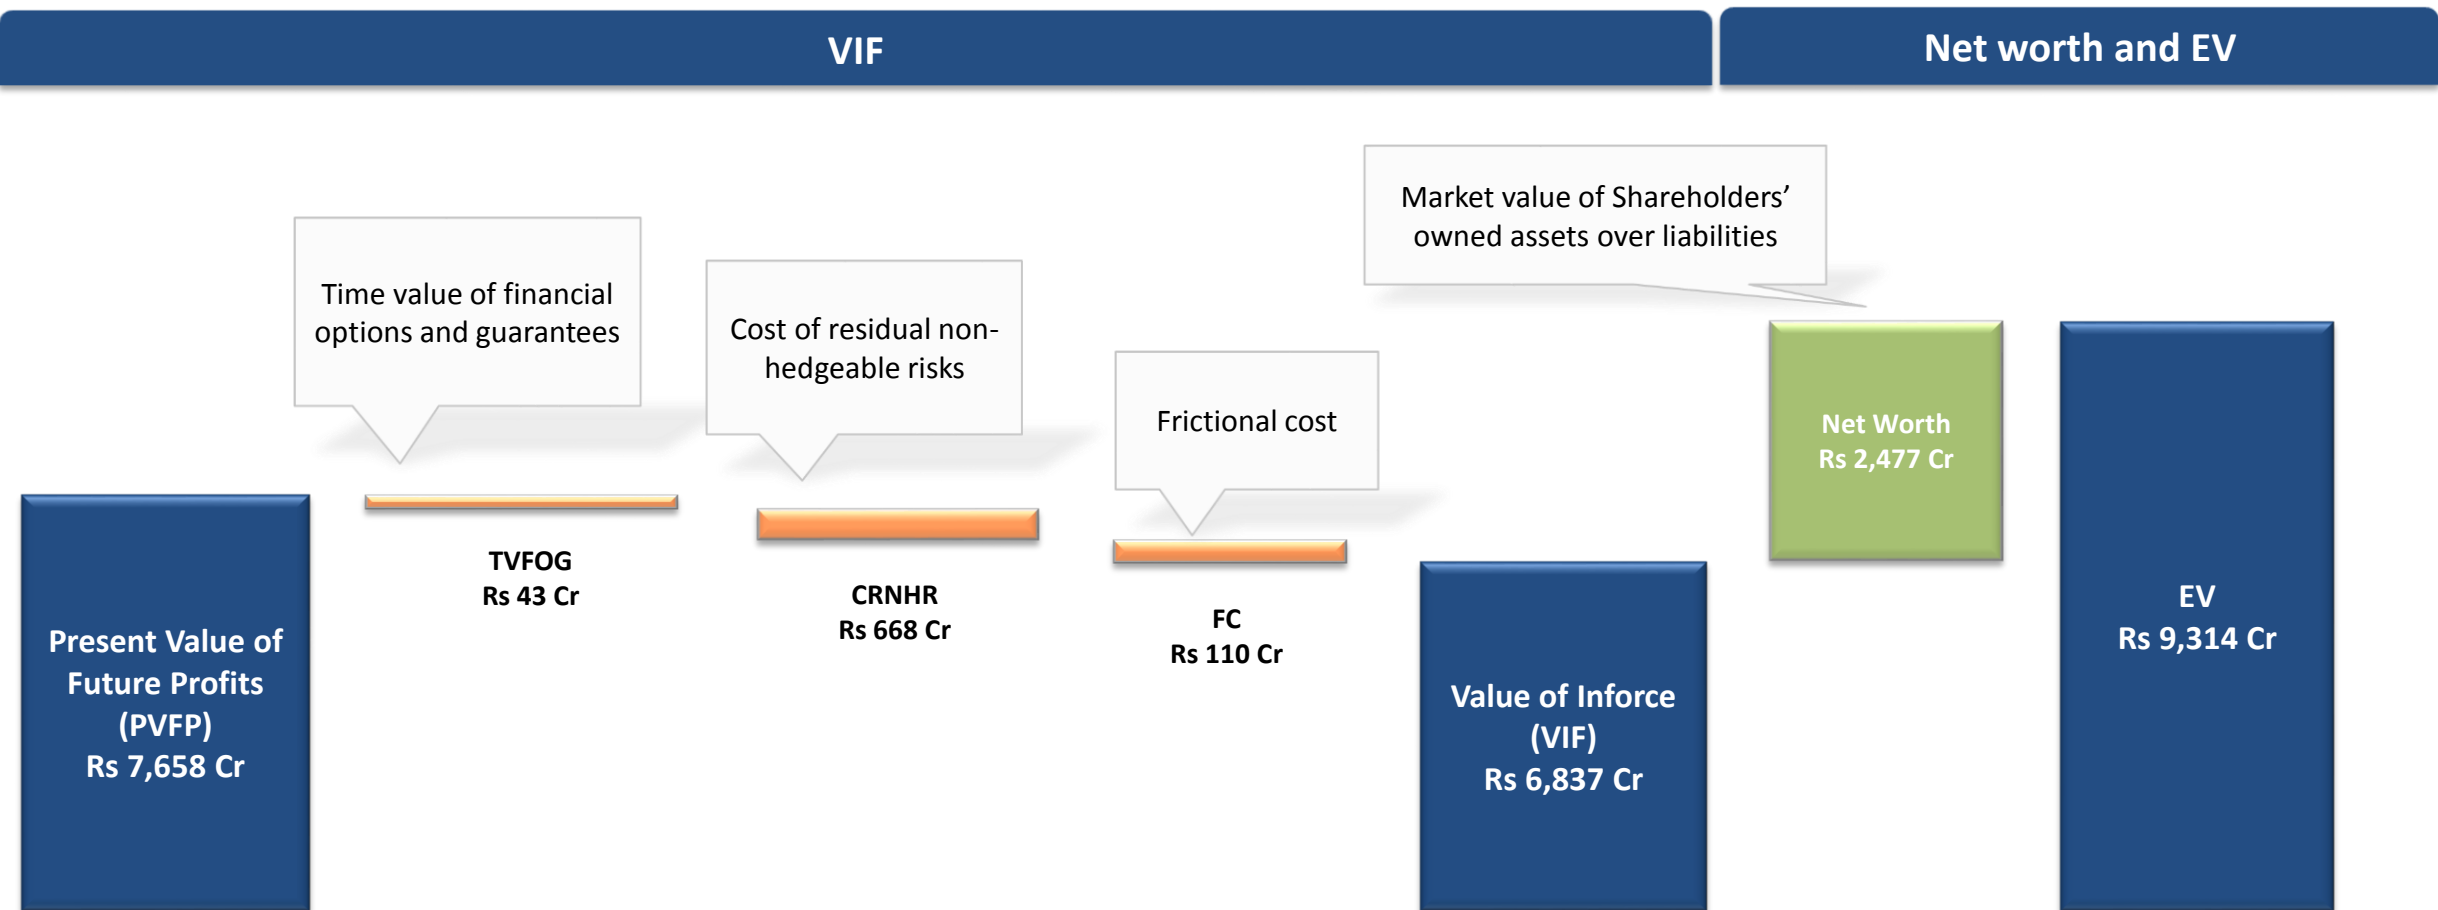 VIF
Net worth and EV
Market value of Shareholders’
owned assets over liabilities
Time value of financial
options and guarantees
Cost of residual non-
hedgeable risks
Frictional cost
Present Value of
Future Profits
(PVFP)
Rs 7,658 Cr
TVFOG
Rs 43 Cr
CRNHR
Rs 668 Cr
FC
Rs 110 Cr
Value of Inforce
(VIF)
Rs 6,837 Cr
Net Worth
Rs 2,477 Cr
EV
Rs 9,314 Cr